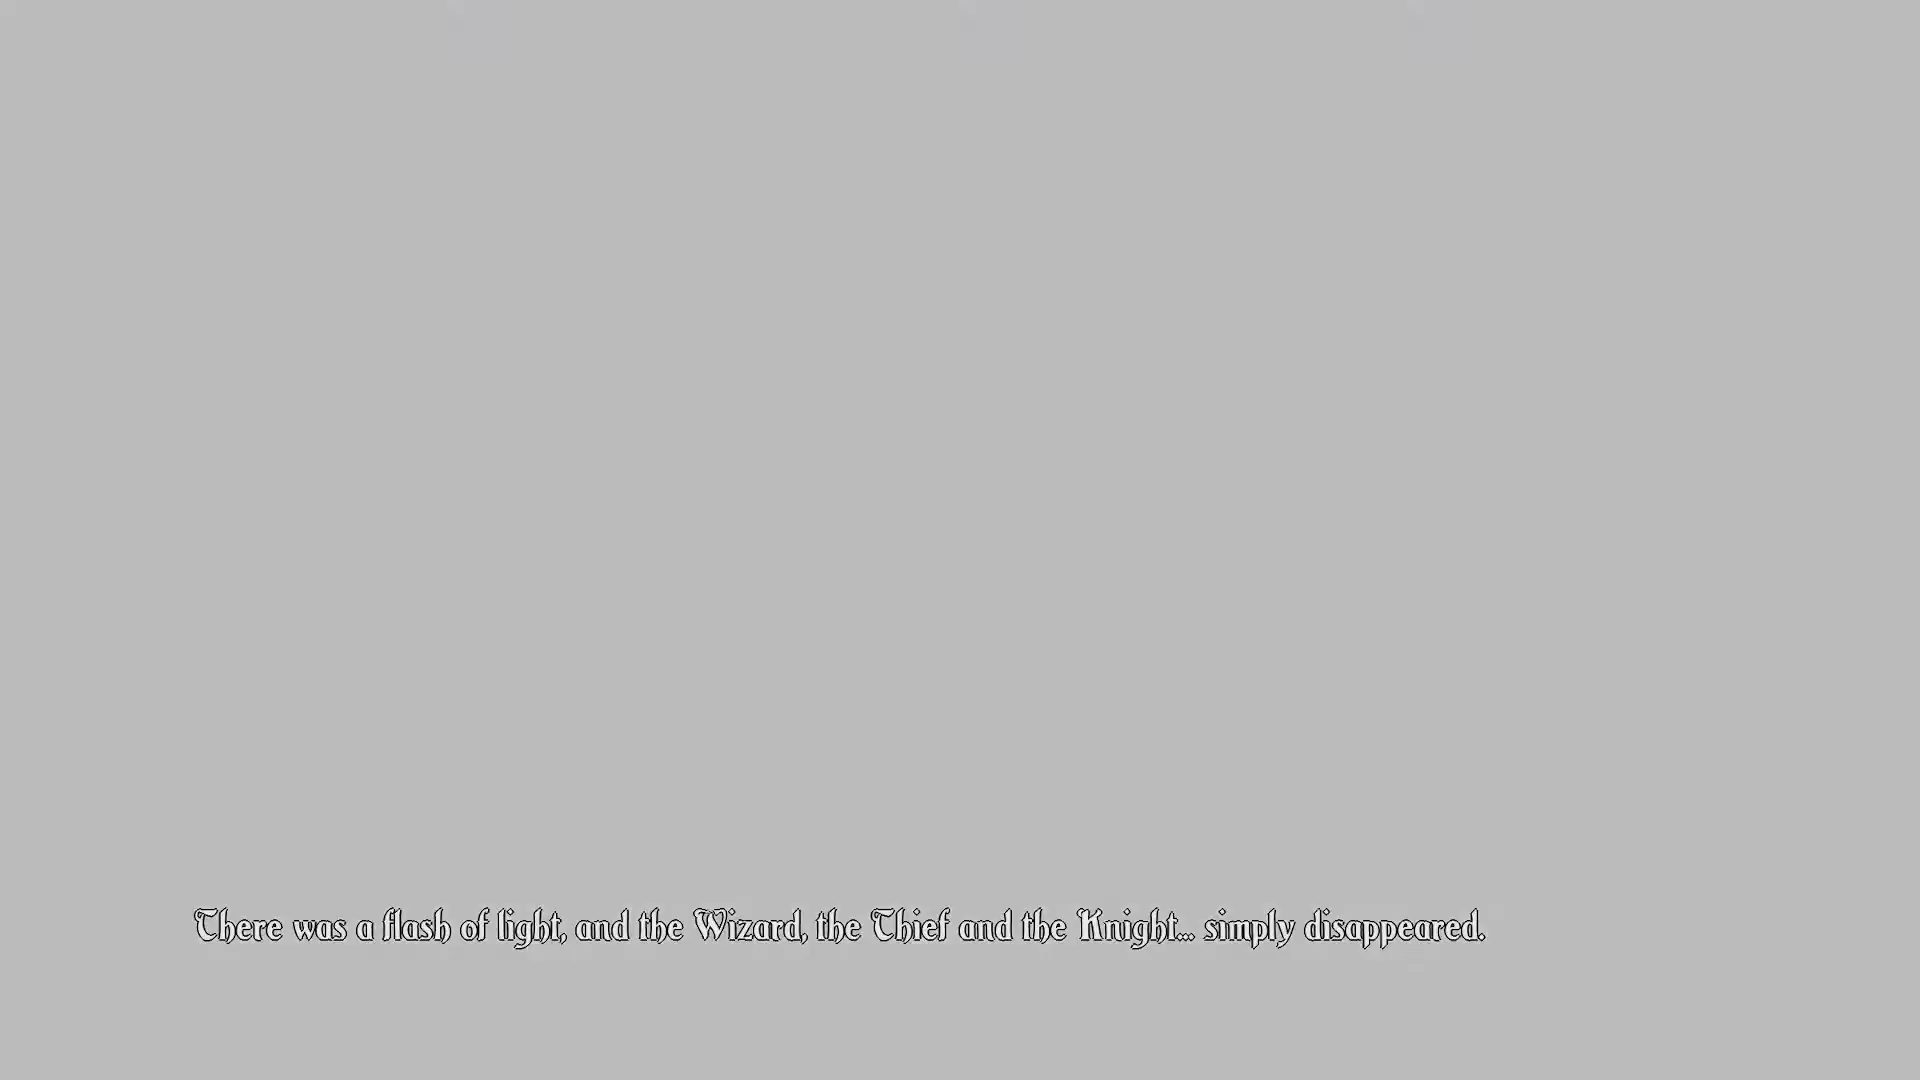 There was a flash of light, and the Wizard, the Thief and the Knight... simply disappeared.